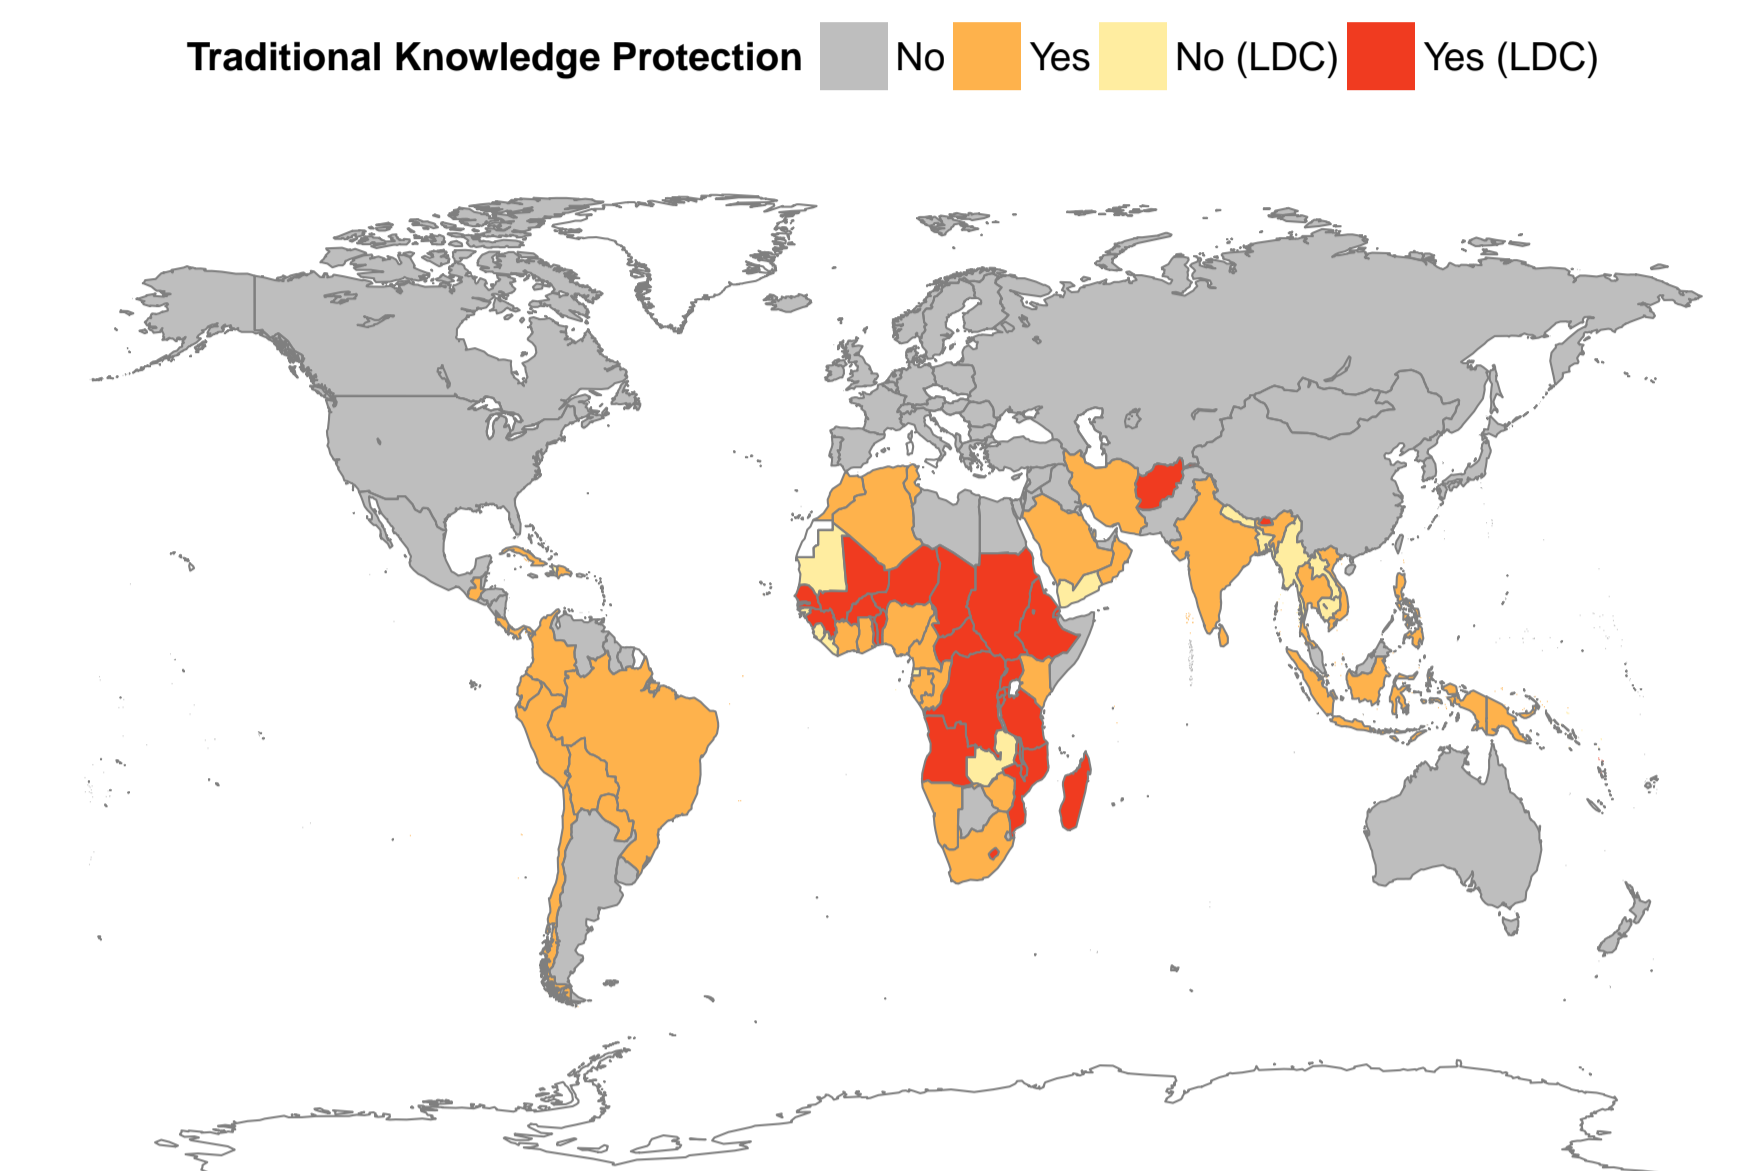 Traditional Knowledge Protection No Yes No (LDC) Yes (LDC)